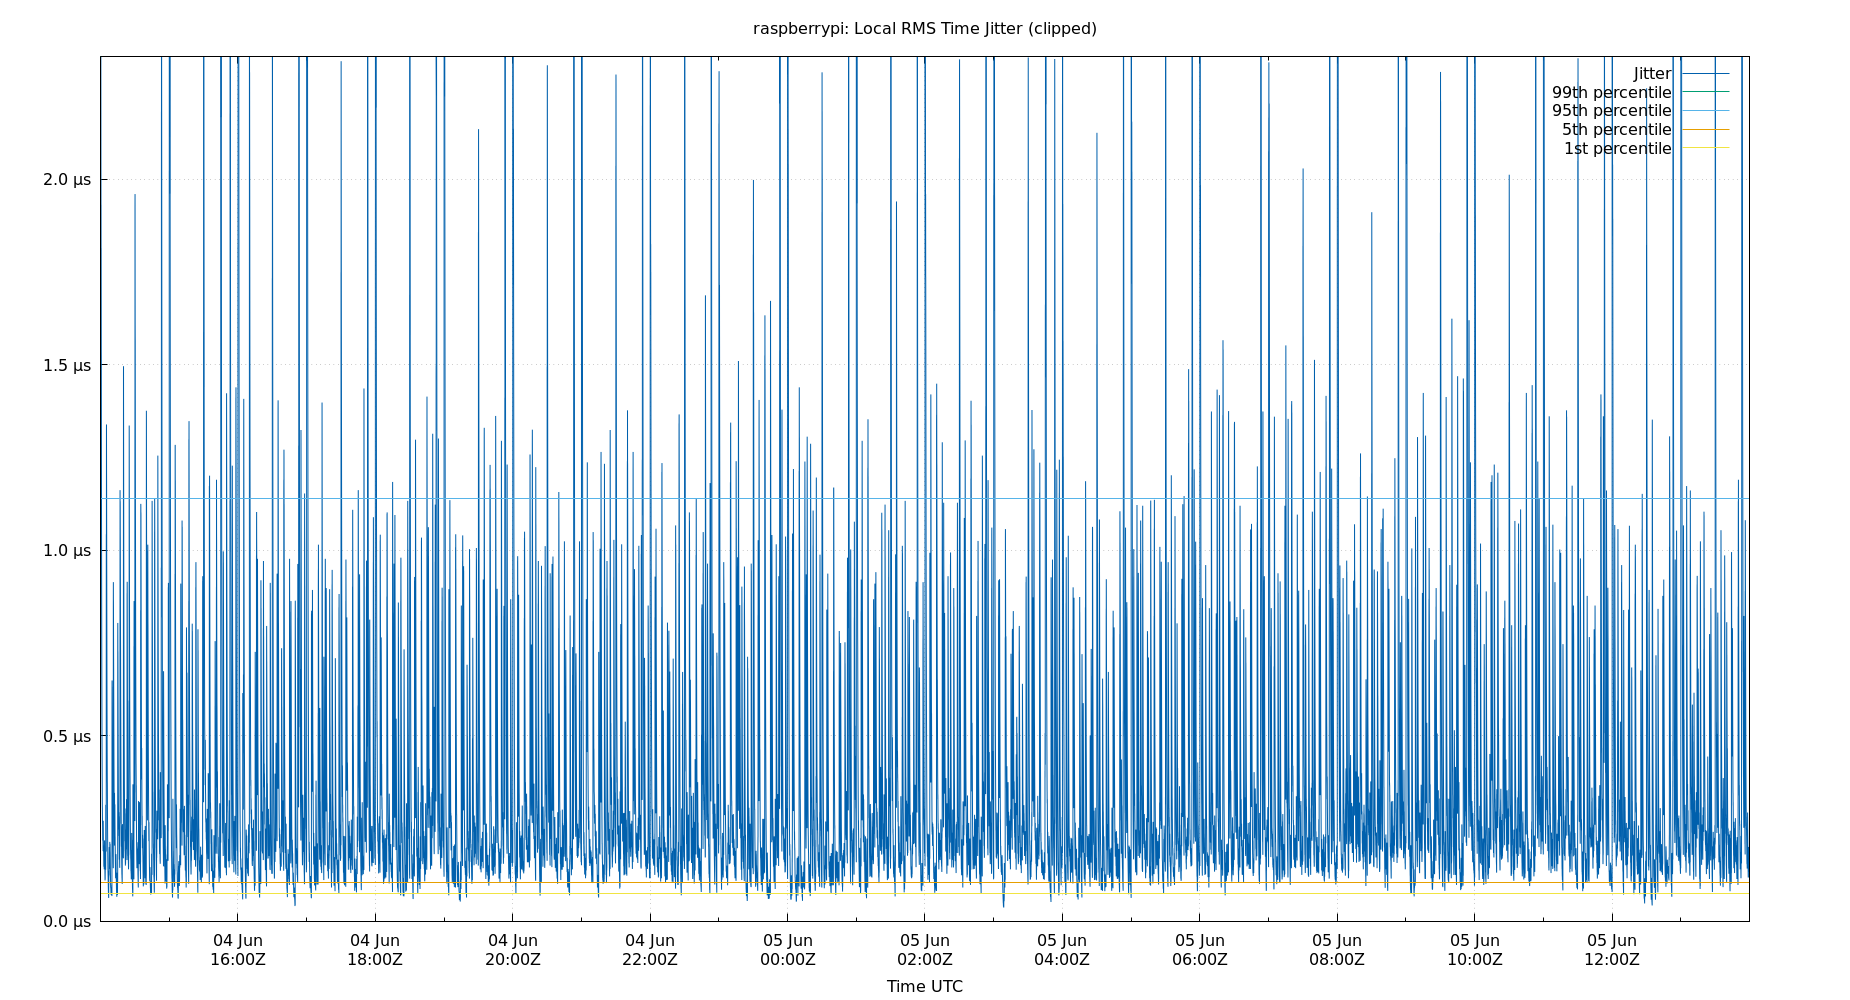 raspberrypi: Local RMS Time Jitter (clipped)
Jitter
99th percentile
95th percentile
5th percentile
1st percentile
2.0 µs
1.5 µs
1.0 µs
0.5 µs
0.0 µs
04 Jun 04 Jun 04 Jun 04 Jun 05 Jun 05 Jun 05 Jun 05 Jun 05 Jun 05 Jun 05 Jun
16:00Z 18:00Z 20:00Z 22:00Z 00:00Z 02:00Z 04:00Z 06:00Z 08:00Z 10:00Z 12:00Z
Time UTC